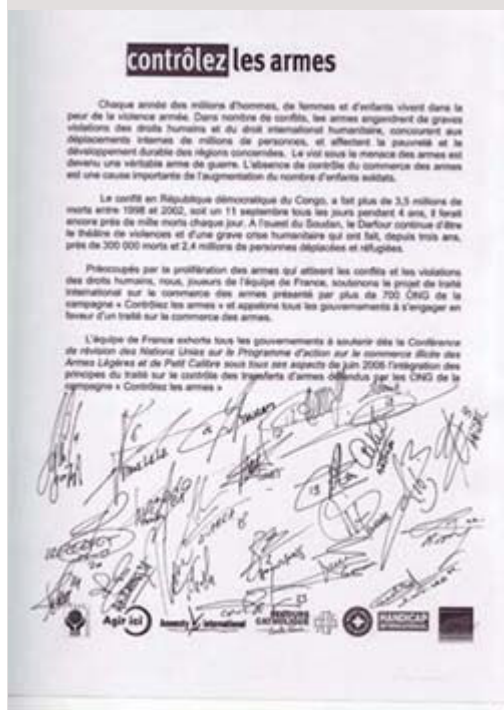 contrôlez les armes
Chaque année des millions d'hommes, de femmes et d'enfants vivent dans la
peur de la violence armée. Dans nombre de conflits, les armes engendrent de graves
violations des droits humains et du droit international humanitaire, concourent aux
déplacements internes de millions de personnes, et affectent la pauvreté et le
développement durable des régions concernées. Le viol sous la menace des armes est
devenu une véritable arme de guerre. L'absence de contrôle du commerce des armes
est une cause importante de l'augmentation du nombre d'enfants soldats.
Le conflit en République démocratique du Congo, a fait plus de 3,5 millions de
morts entre 1998 et 2002, soit un 11 septembre tous les jours pendant 4 ans, il ferait
encore près de mille morts chaque jour. A l'ouest du Soudan, le Darfour continue d'être
le théâtre de violences et d'une grave crise humanitaire qui ont fait, depuis trois ans,
près de 300 000 morts et 2,4 millions de personnes déplacées et réfugiées.
Préoccupés par la prolifération des armes qui attisent les conflits et les violations
des droits humains, nous, joueurs de l'équipe de France, soutenons le projet de traité
international sur le commerce des armes présenté par plus de 700 ONG de la
campagne « Contrôlez les armes » et appelons tous les gouvernements à s'engager en
faveur d'un traité sur le commerce des armes.
L'équipe de France exhorte tous les gouvernements à soutenir dès la Conférence
de révision des Nations Unies sur le Programme d'action sur le commerce illicite des
Armes Légères et de Petit Calibre sous tous ses aspects de juin 2006 l'intégration des
principes du traité sur le contrôle des transferts d'armes défendus par les ONG de la
campagne « Contrôlez les armes »
Agir ici Amnesty International SECOURS CATHOLIQUE HANDICAP INTERNATIONAL